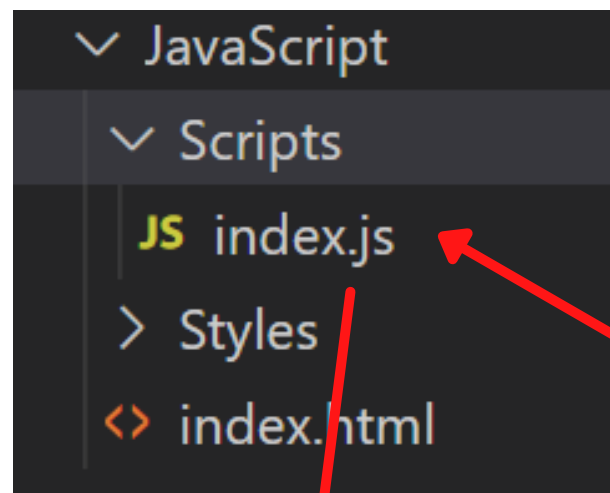 JavaScript
Scripts
JS index.js
Styles
<> index.html